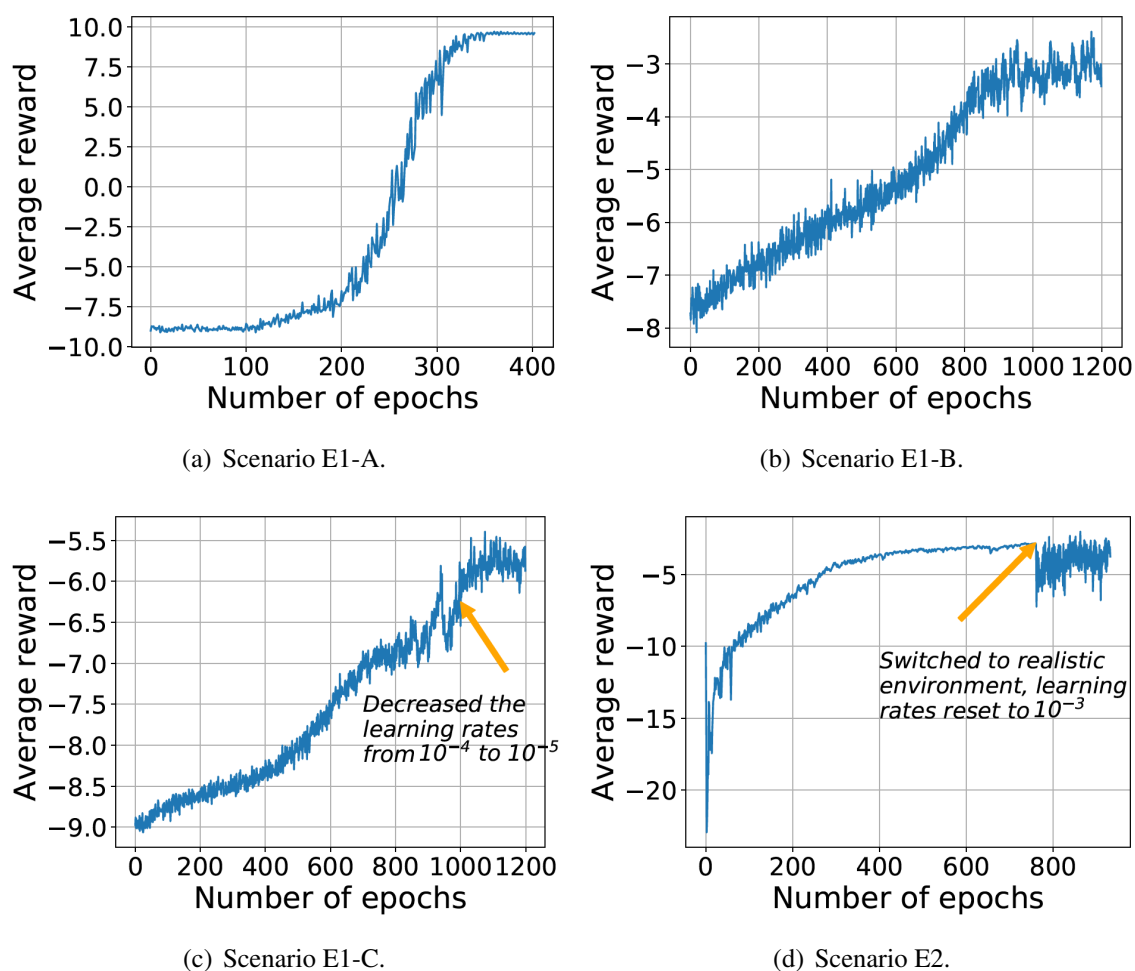 10.0
7.5
5.0
2.5
0.0
−2.5
−5.0
−7.5
−10.0
Average reward
0 100 200 300 400
Number of epochs
(a) Scenario E1-A.
−3
−4
−5
−6
−7
−8
Average reward
0 200 400 600 800 1000 1200
Number of epochs
(b) Scenario E1-B.
−5.5
−6.0
−6.5
−7.0
−7.5
−8.0
−8.5
−9.0
Average reward
Decreased the
learning rates
from 10⁻⁴ to 10⁻⁵
0 200 400 600 800 1000 1200
Number of epochs
(c) Scenario E1-C.
−5
−10
−15
−20
Average reward
Switched to realistic
environment, learning
rates reset to 10⁻³
0 200 400 600 800
Number of epochs
(d) Scenario E2.